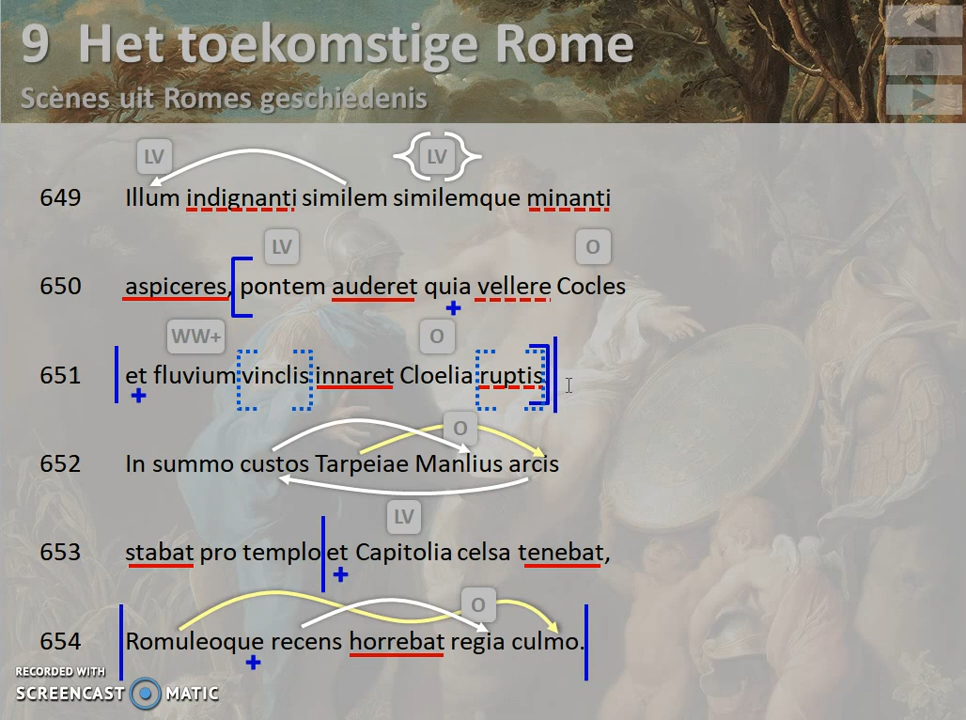 9 Het toekomstige Rome
Scènes uit Romes geschiedenis
LV LV
649 Illum indignanti similem similemque minanti
LV O
650 aspiceres, pontem auderet quia vellere Cocles
+
WW+ O
651 et fluvium vinclis innaret Cloelia ruptis
+
O
652 In summo custos Tarpeiae Manlius arcis
LV
653 stabat pro templo et Capitolia celsa tenebat,
+
O
654 Romuleoque recens horrebat regia culmo.
+
RECORDED WITH
SCREENCAST MATIC